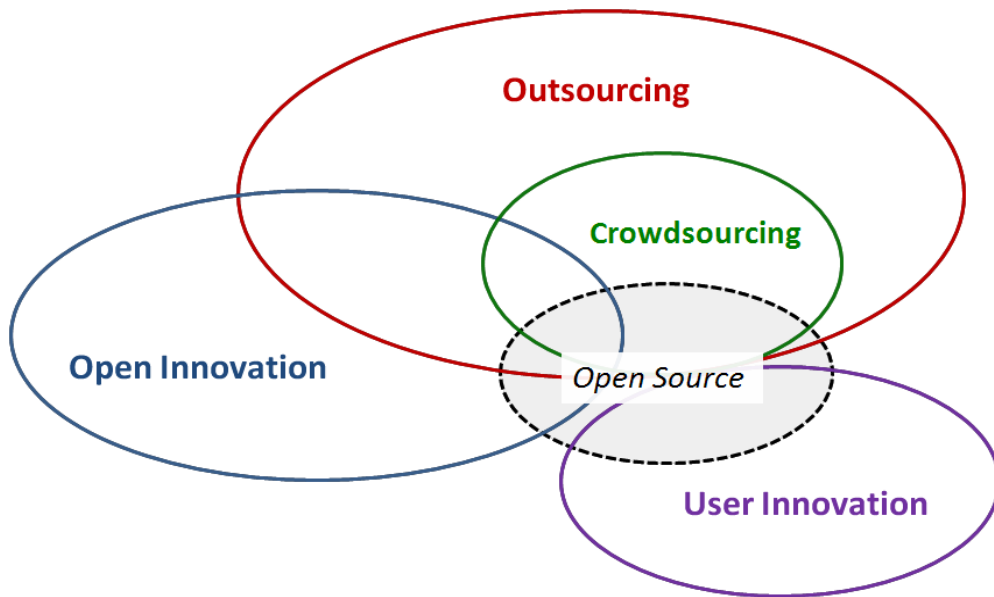 Outsourcing
Crowdsourcing
Open Innovation
Open Source
User Innovation